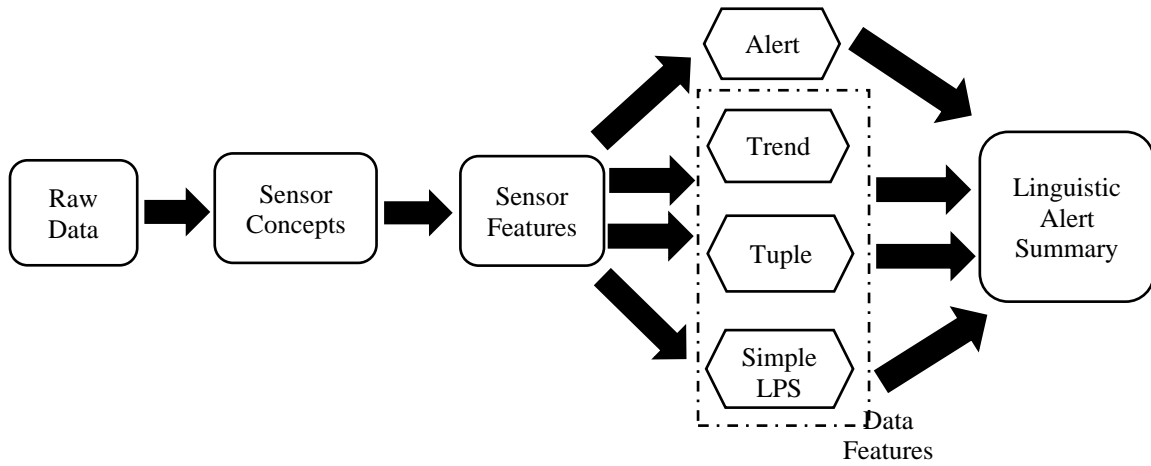 Raw
Data
Sensor
Concepts
Sensor
Features
Alert
Trend
Tuple
Simple
LPS
Data
Features
Linguistic
Alert
Summary